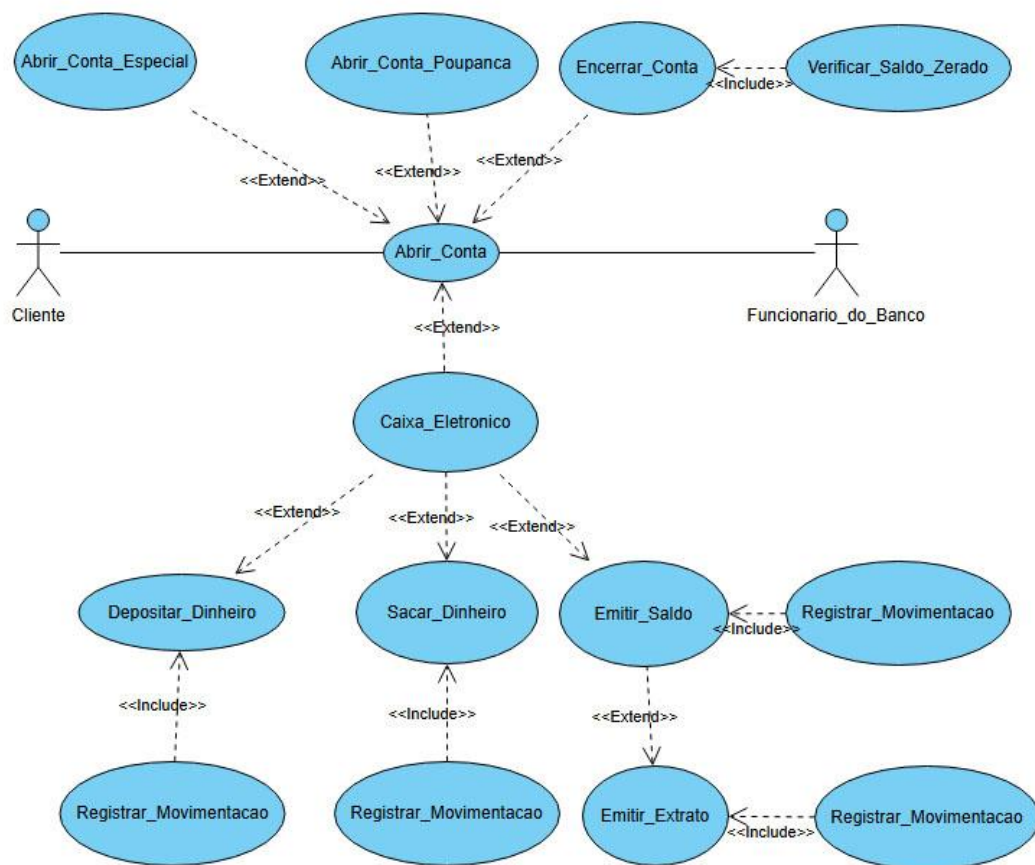 Abrir_Conta_Especial
Abrir_Conta_Poupanca
Encerrar_Conta
Verificar_Saldo_Zerado
<<Include>>
<<Extend>>
<<Extend>>
<<Extend>>
Abrir_Conta
Cliente
Funcionario_do_Banco
<<Extend>>
Caixa_Eletronico
<<Extend>>
<<Extend>>
<<Extend>>
Depositar_Dinheiro
Sacar_Dinheiro
Emitir_Saldo
Registrar_Movimentacao
<<Include>>
<<Include>>
<<Include>>
<<Extend>>
Registrar_Movimentacao
Registrar_Movimentacao
Emitir_Extrato
Registrar_Movimentacao
<<Include>>